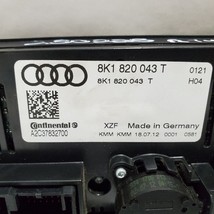 8K1 820 043 T 0121
8K1 820 043 T H04
Continental
A2C37832700
XZF Made in Germany
KMM KMM 18.07.12 0001 0581